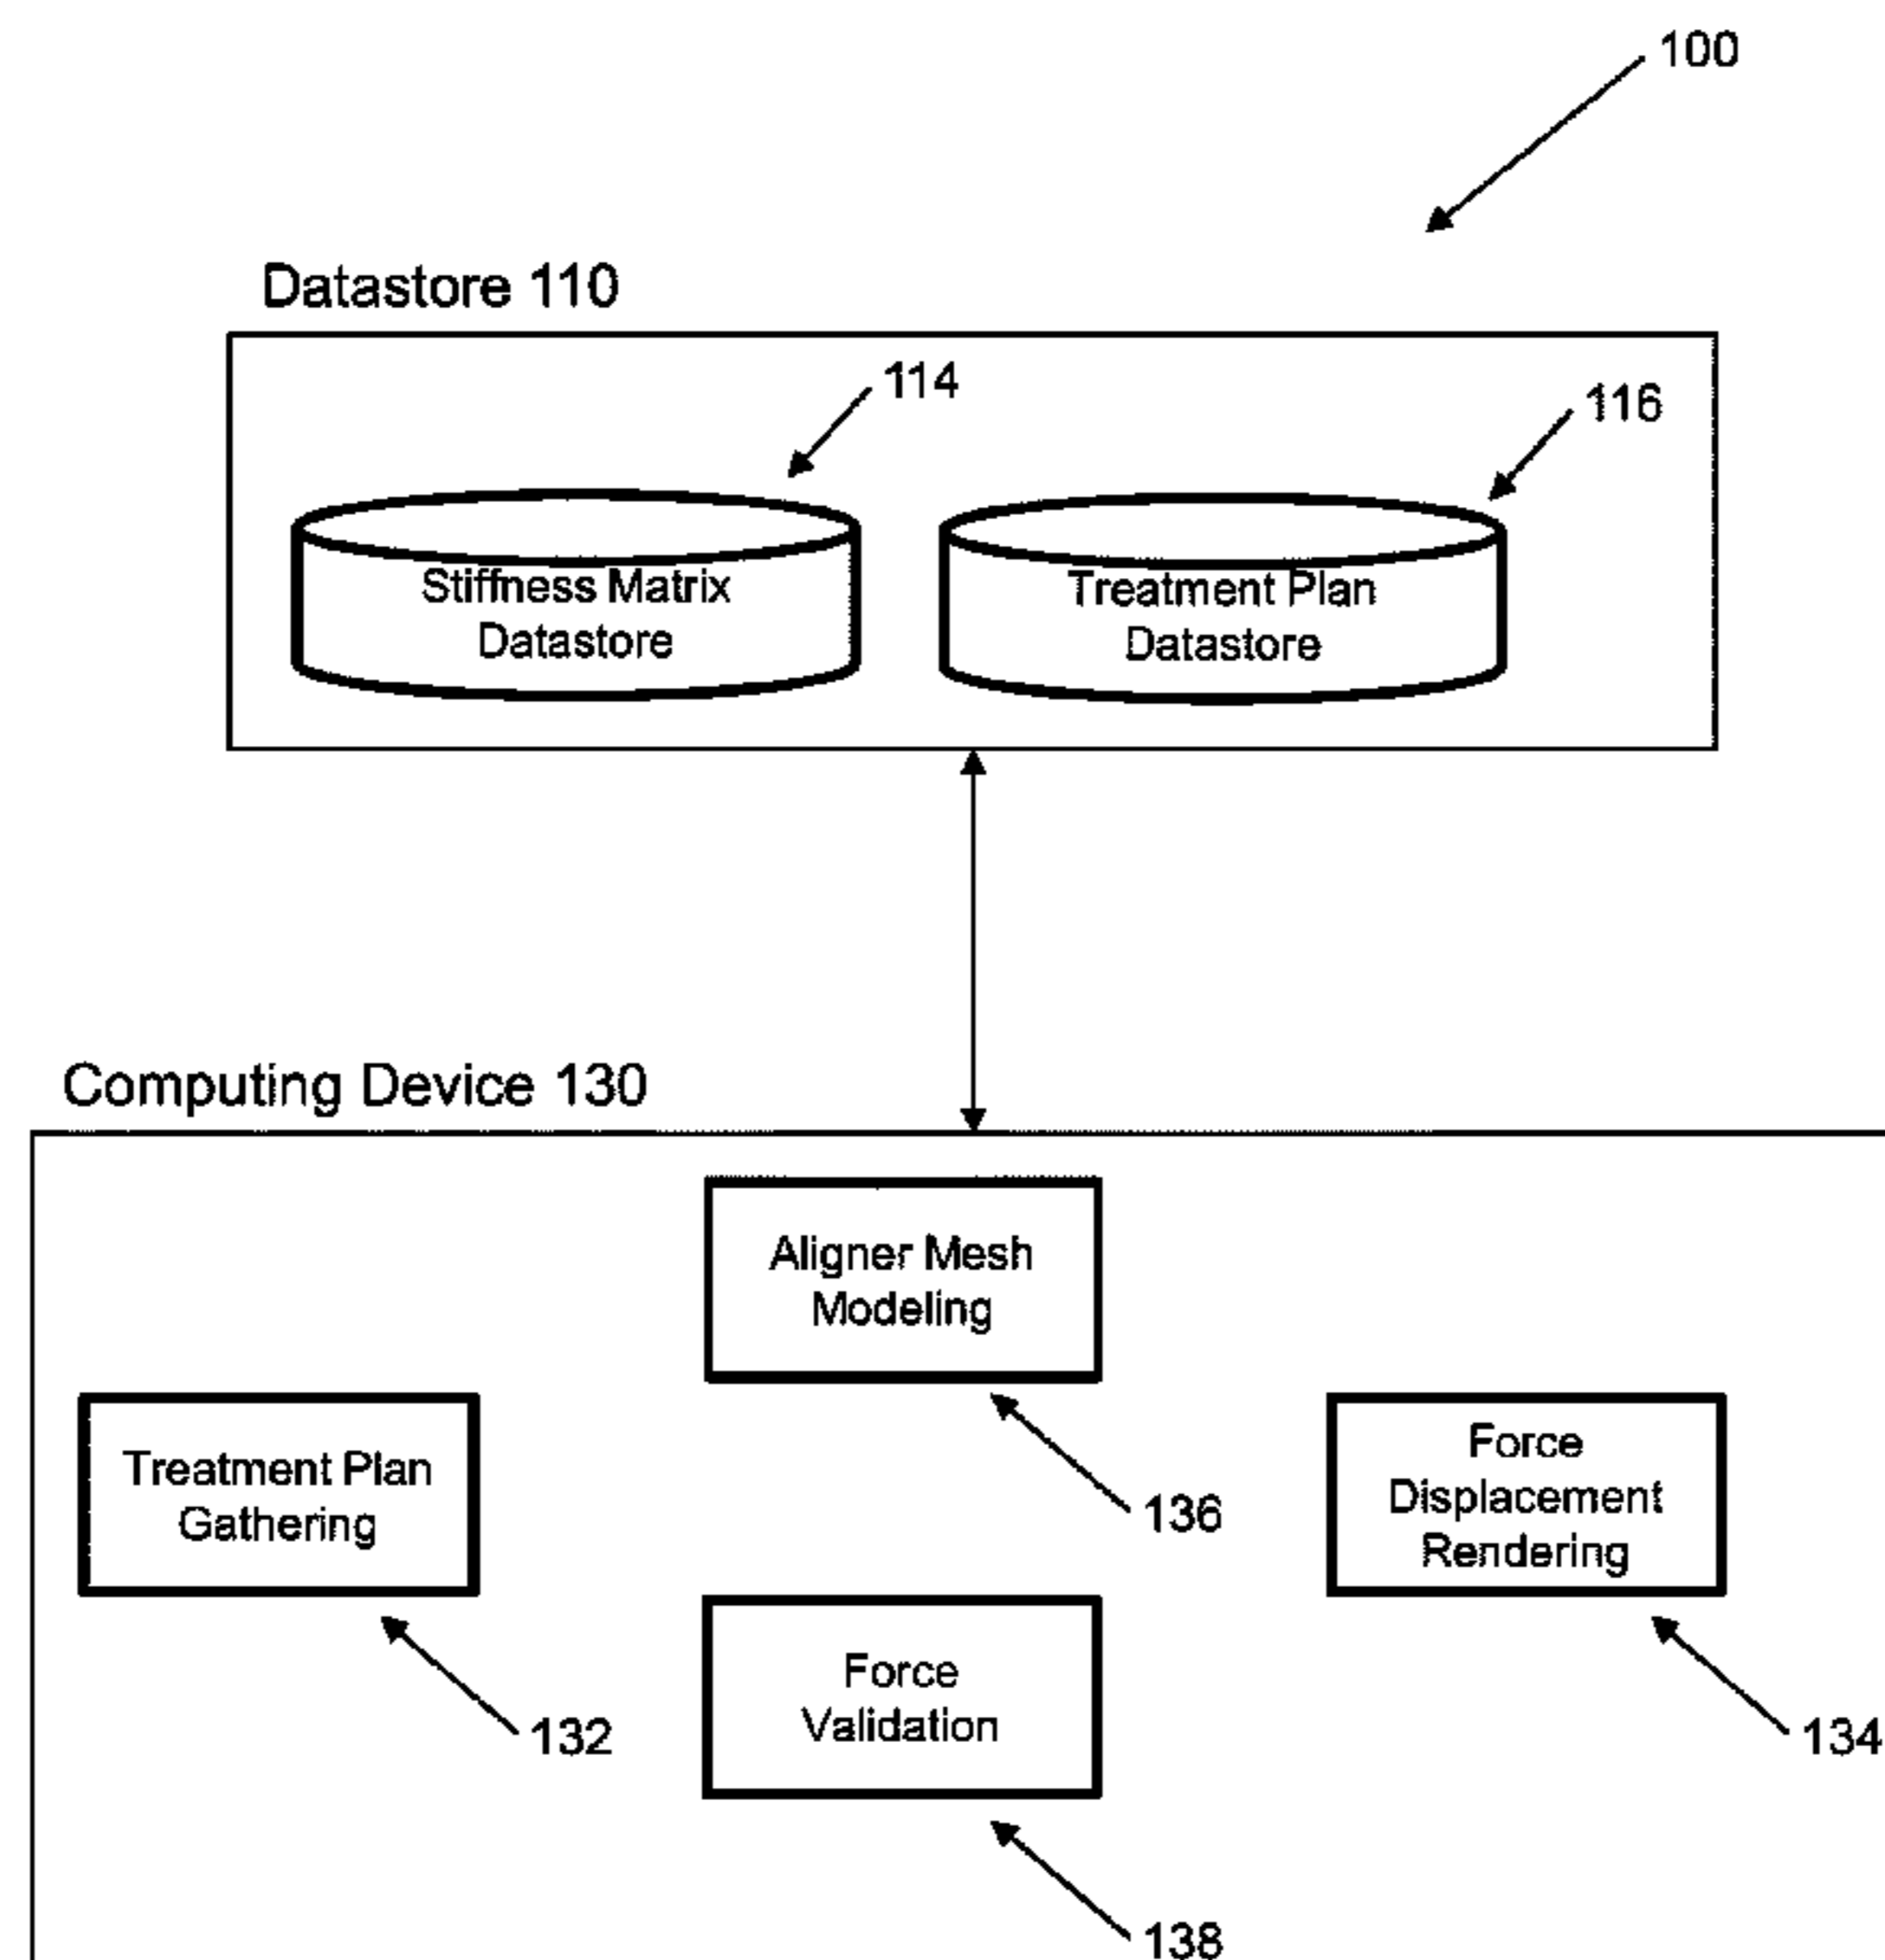 100
Datastore 110
114
116
Stiffness Matrix
Datastore
Treatment Plan
Datastore
Computing Device 130
Aligner Mesh
Modeling
136
Treatment Plan
Gathering
132
Force
Displacement
Rendering
134
Force
Validation
138